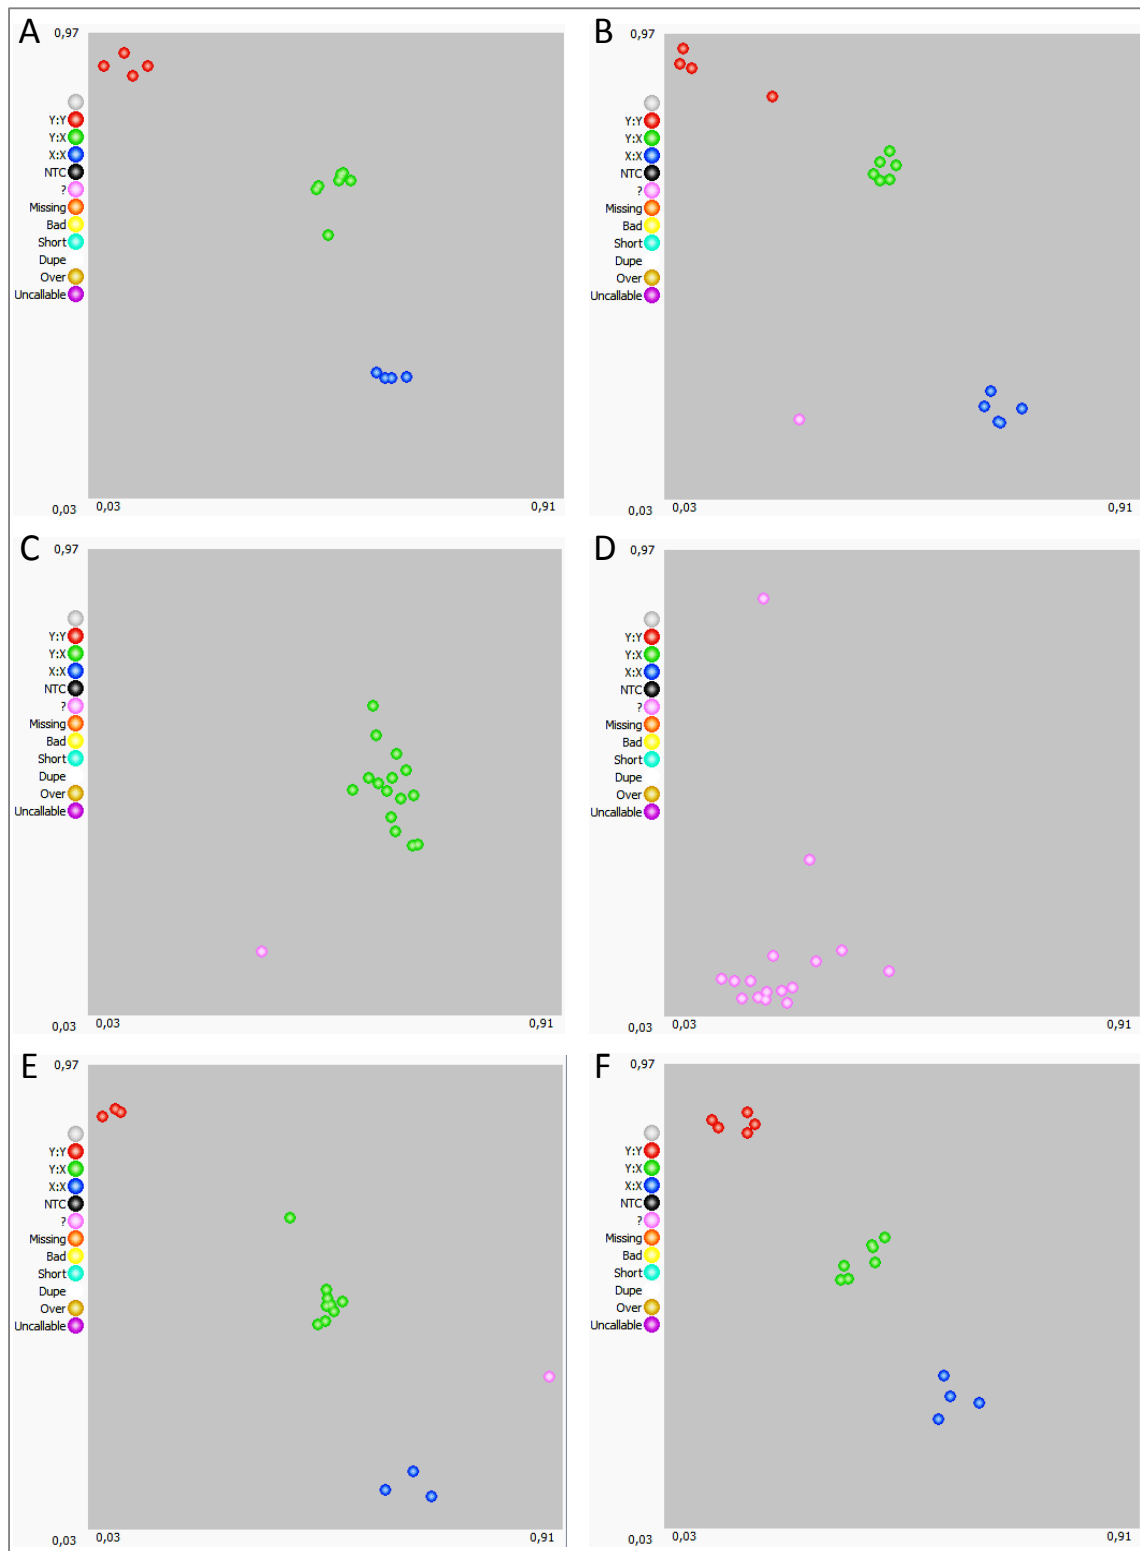 A
0,97
Y:Y
Y:X
X:X
NTC
?
Missing
Bad
Short
Dupe
Over
Uncallable
0,03
0,03
0,91
B
0,97
Y:Y
Y:X
X:X
NTC
?
Missing
Bad
Short
Dupe
Over
Uncallable
0,03
0,03
0,91
C
0,97
Y:Y
Y:X
X:X
NTC
?
Missing
Bad
Short
Dupe
Over
Uncallable
0,03
0,03
0,91
D
0,97
Y:Y
Y:X
X:X
NTC
?
Missing
Bad
Short
Dupe
Over
Uncallable
0,03
0,03
0,91
E
0,97
Y:Y
Y:X
X:X
NTC
?
Missing
Bad
Short
Dupe
Over
Uncallable
0,03
0,03
0,91
F
0,97
Y:Y
Y:X
X:X
NTC
?
Missing
Bad
Short
Dupe
Over
Uncallable
0,03
0,03
0,91